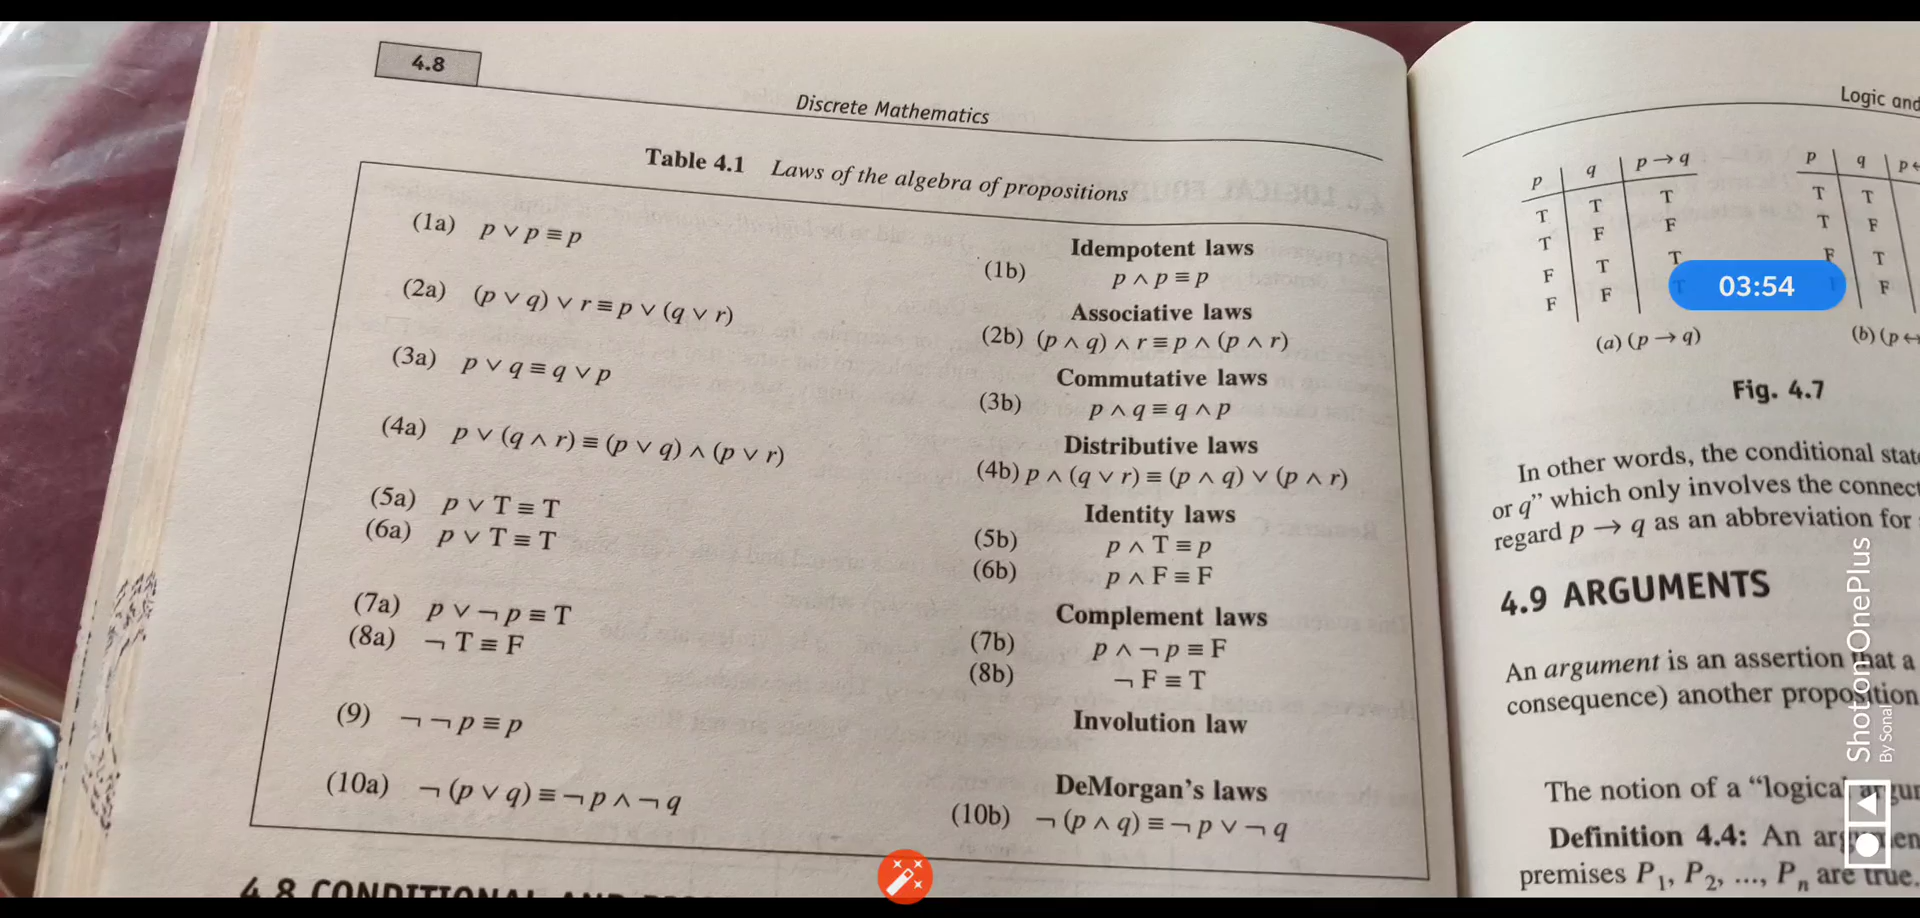 4.8
Discrete Mathematics
Table 4.1 Laws of the algebra of propositions
Idempotent laws
(1a) p ∨ p ≡ p
(1b) p ∧ p ≡ p
Associative laws
(2a) (p ∨ q) ∨ r ≡ p ∨ (q ∨ r)
(2b) (p ∧ q) ∧ r ≡ p ∧ (p ∧ r)
Commutative laws
(3a) p ∨ q ≡ q ∨ p
(3b) p ∧ q ≡ q ∧ p
Distributive laws
(4a) p ∨ (q ∧ r) ≡ (p ∨ q) ∧ (p ∨ r)
(4b) p ∧ (q ∨ r) ≡ (p ∧ q) ∨ (p ∧ r)
Identity laws
(5a) p ∨ T ≡ T
(5b) p ∧ T ≡ p
(6a) p ∨ T ≡ T
(6b) p ∧ F ≡ F
Complement laws
(7a) p ∨ ¬ p ≡ T
(7b) p ∧ ¬ p ≡ F
(8a) ¬ T ≡ F
(8b) ¬ F ≡ T
Involution law
(9) ¬ ¬ p ≡ p
DeMorgan's laws
(10a) ¬ (p ∨ q) ≡ ¬ p ∧ ¬ q
(10b) ¬ (p ∧ q) ≡ ¬ p ∨ ¬ q
Logic and
p q p → q
T T T
T F F
F T T
F F
(a) (p → q)
p q p
T T
T F
F T
F F
(b) (p
03:54
Fig. 4.7
In other words, the conditional
or q" which only involves the
regard p → q as an abbreviation for
4.9 ARGUMENTS
An argument is an assertion that a
consequence) another proposition
The notion of a "logical
Definition 4.4: An
premises P1, P2, ..., Pn are true.
Shot on OnePlus
By Sonal